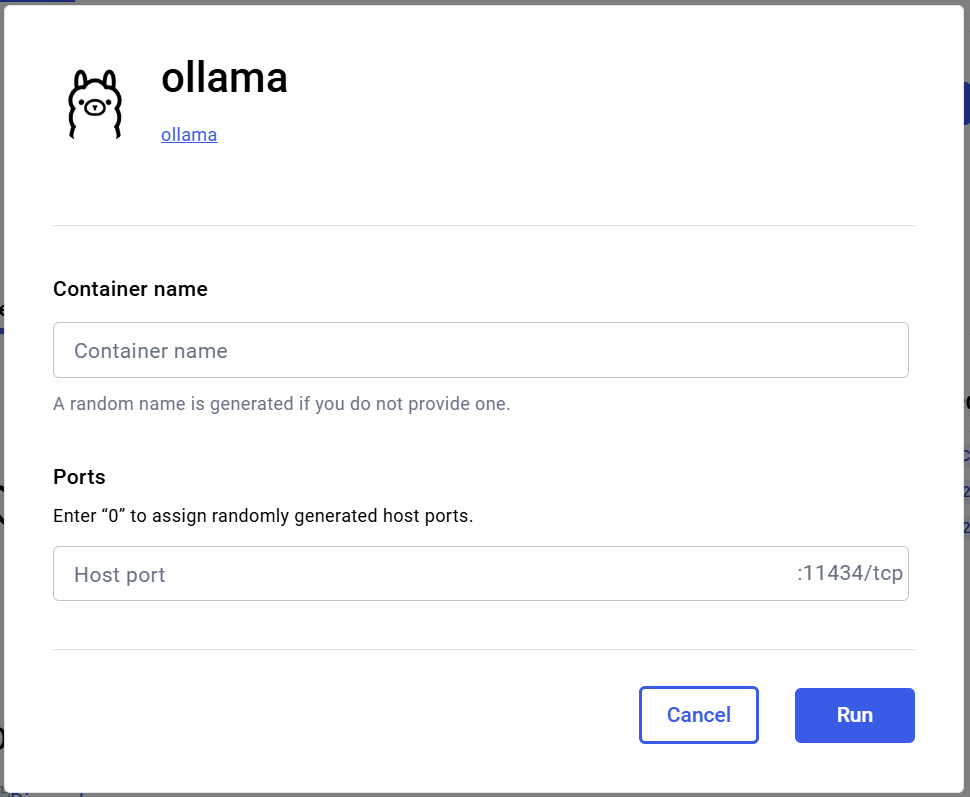 ollama
ollama
Container name
Container name
A random name is generated if you do not provide one.
Ports
Enter “0” to assign randomly generated host ports.
Host port :11434/tcp
Cancel Run